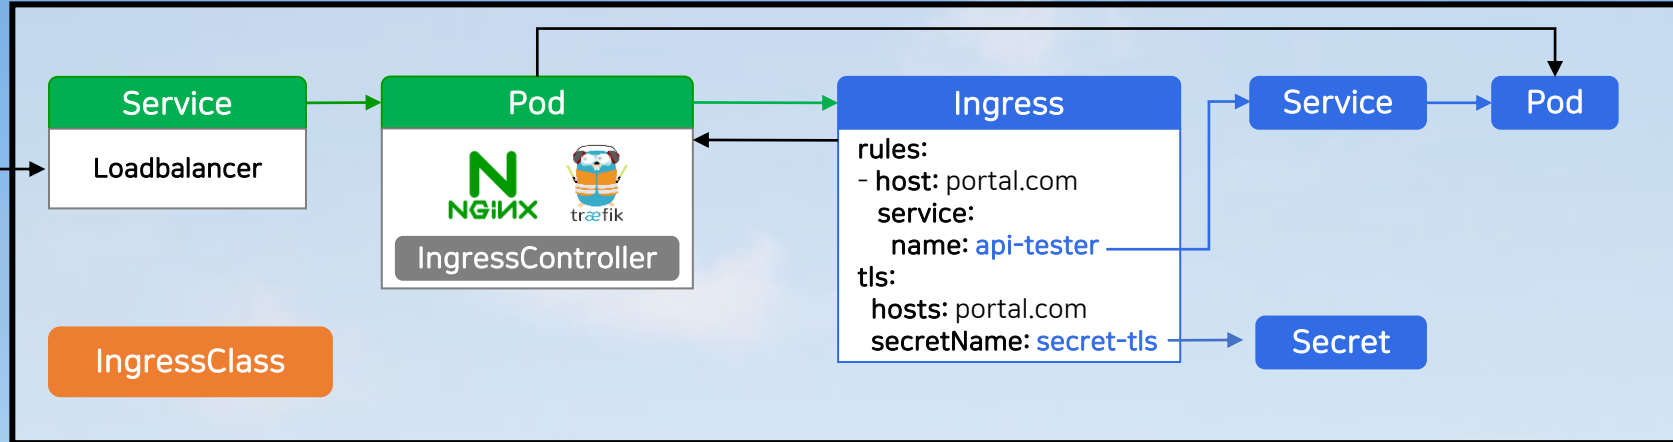 Service
Loadbalancer
Pod
NGiNX
træfik
IngressController
Ingress
rules:
- host: portal.com
service:
name: api-tester
tls:
hosts: portal.com
secretName: secret-tls
Service
Pod
Secret
IngressClass